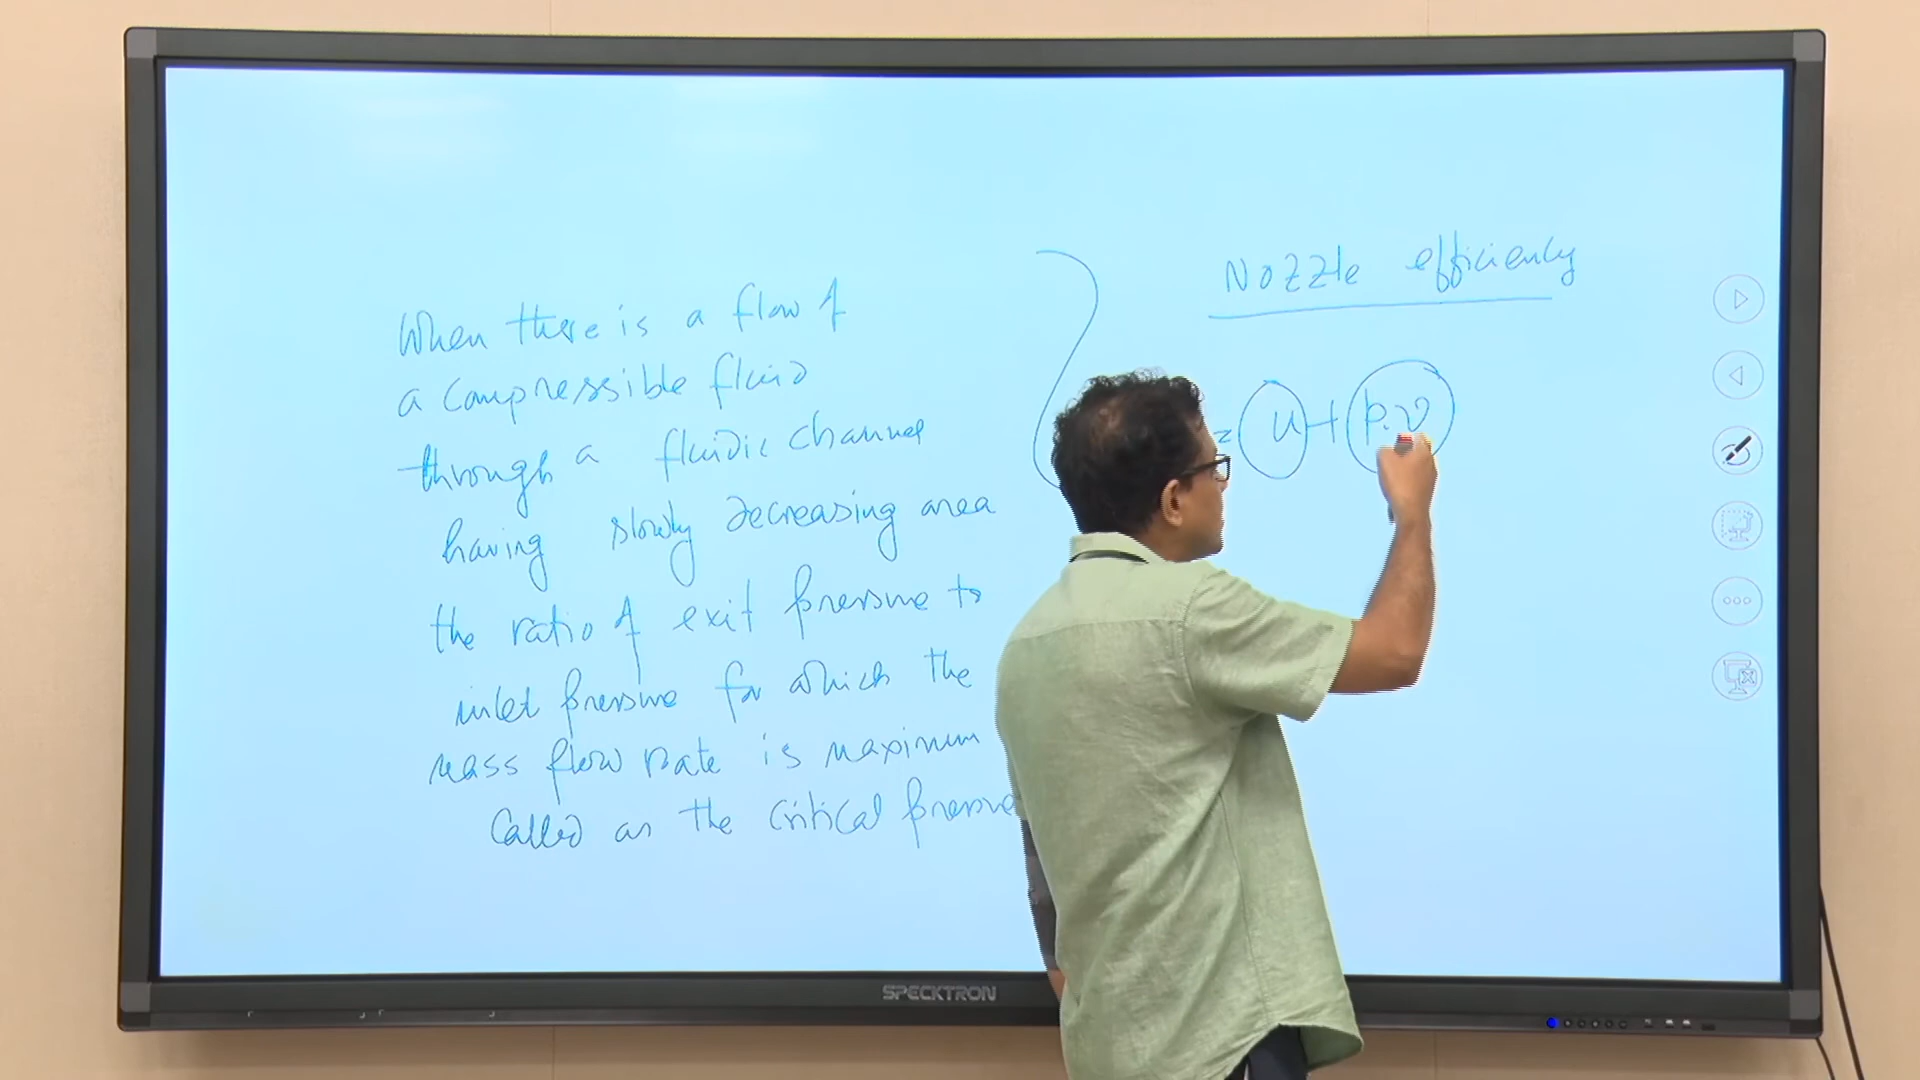 When there is a flow of
a compressible fluid
through a fluidic channel
having slowly decreasing area
the ratio of exit pressure to
inlet pressure for which the
mass flow rate is maximum
called as the critical pressure
Nozzle efficiency
= u + p.v
SPECKTRON